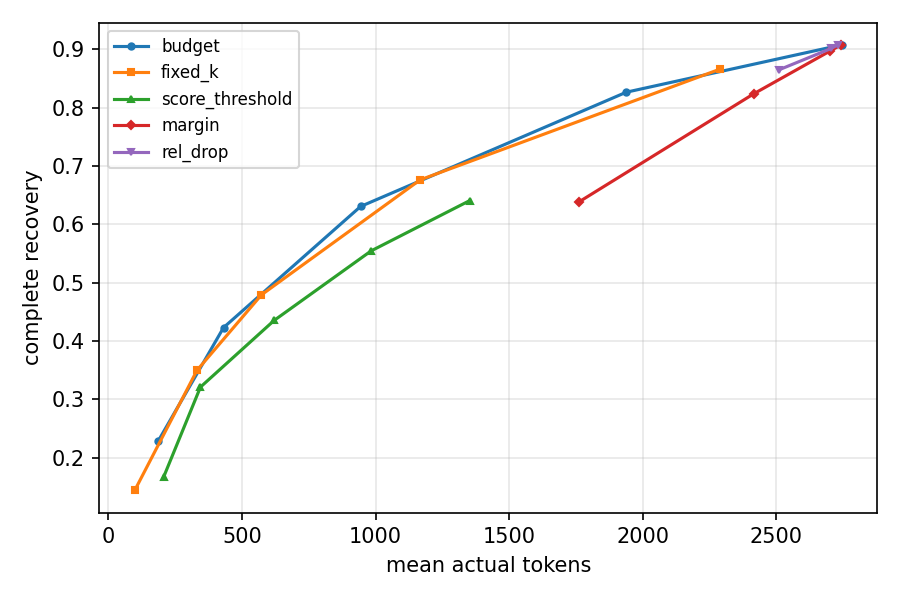 budget
fixed_k
score_threshold
margin
rel_drop
complete recovery
0.9
0.8
0.7
0.6
0.5
0.4
0.3
0.2
0 500 1000 1500 2000 2500
mean actual tokens